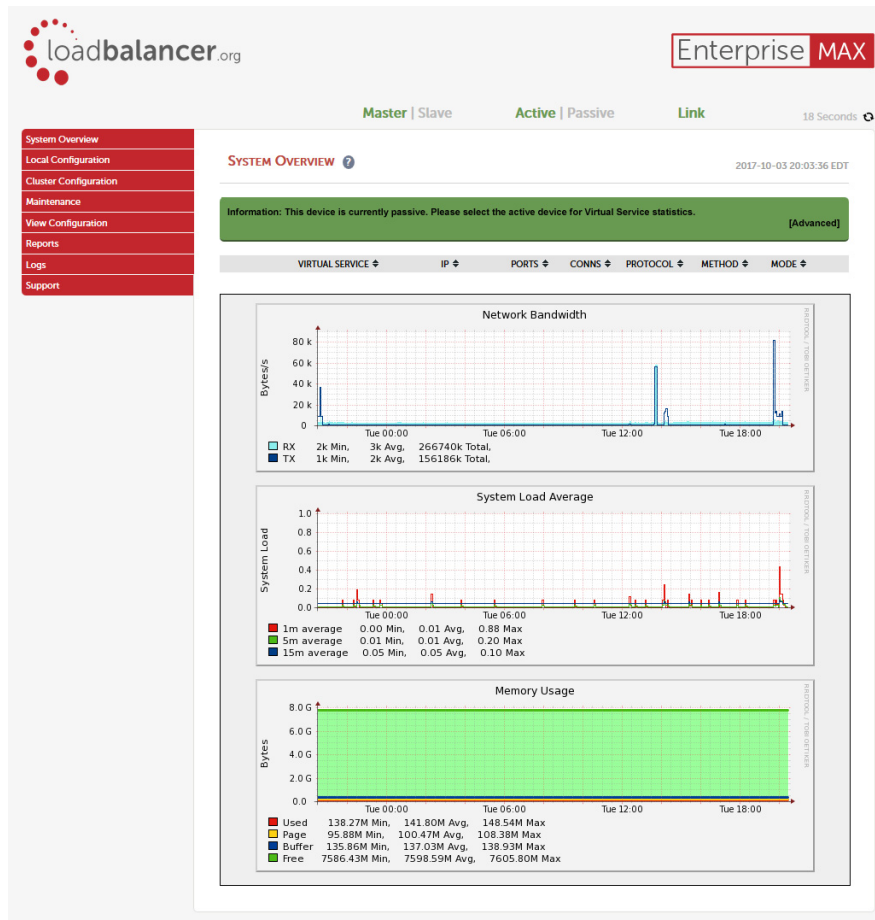 loadbalancer.org
Enterprise MAX
Master | Slave Active | Passive Link 18 Seconds
System Overview
Local Configuration
Cluster Configuration
Maintenance
View Configuration
Reports
Logs
Support
SYSTEM OVERVIEW ?
2017-10-03 20:03:36 EDT
Information: This device is currently passive. Please select the active device for Virtual Service statistics.
[Advanced]
VIRTUAL SERVICE IP PORTS CONNS PROTOCOL METHOD MODE
Network Bandwidth
RRDTOOL / TOBI OETIKER
Bytes/s
80 k
60 k
40 k
20 k
0
Tue 00:00 Tue 06:00 Tue 12:00 Tue 18:00
RX 2k Min, 3k Avg, 266740k Total,
TX 1k Min, 2k Avg, 156186k Total,
System Load Average
RRDTOOL / TOBI OETIKER
System Load
1.0
0.8
0.6
0.4
0.2
0.0
Tue 00:00 Tue 06:00 Tue 12:00 Tue 18:00
1m average 0.00 Min, 0.01 Avg, 0.88 Max
5m average 0.01 Min, 0.01 Avg, 0.20 Max
15m average 0.05 Min, 0.05 Avg, 0.10 Max
Memory Usage
RRDTOOL / TOBI OETIKER
Bytes
8.0 G
6.0 G
4.0 G
2.0 G
0.0
Tue 00:00 Tue 06:00 Tue 12:00 Tue 18:00
Used 138.27M Min, 141.80M Avg, 148.54M Max
Page 95.88M Min, 100.47M Avg, 108.38M Max
Buffer 135.86M Min, 137.03M Avg, 138.93M Max
Free 7586.43M Min, 7598.59M Avg, 7605.80M Max